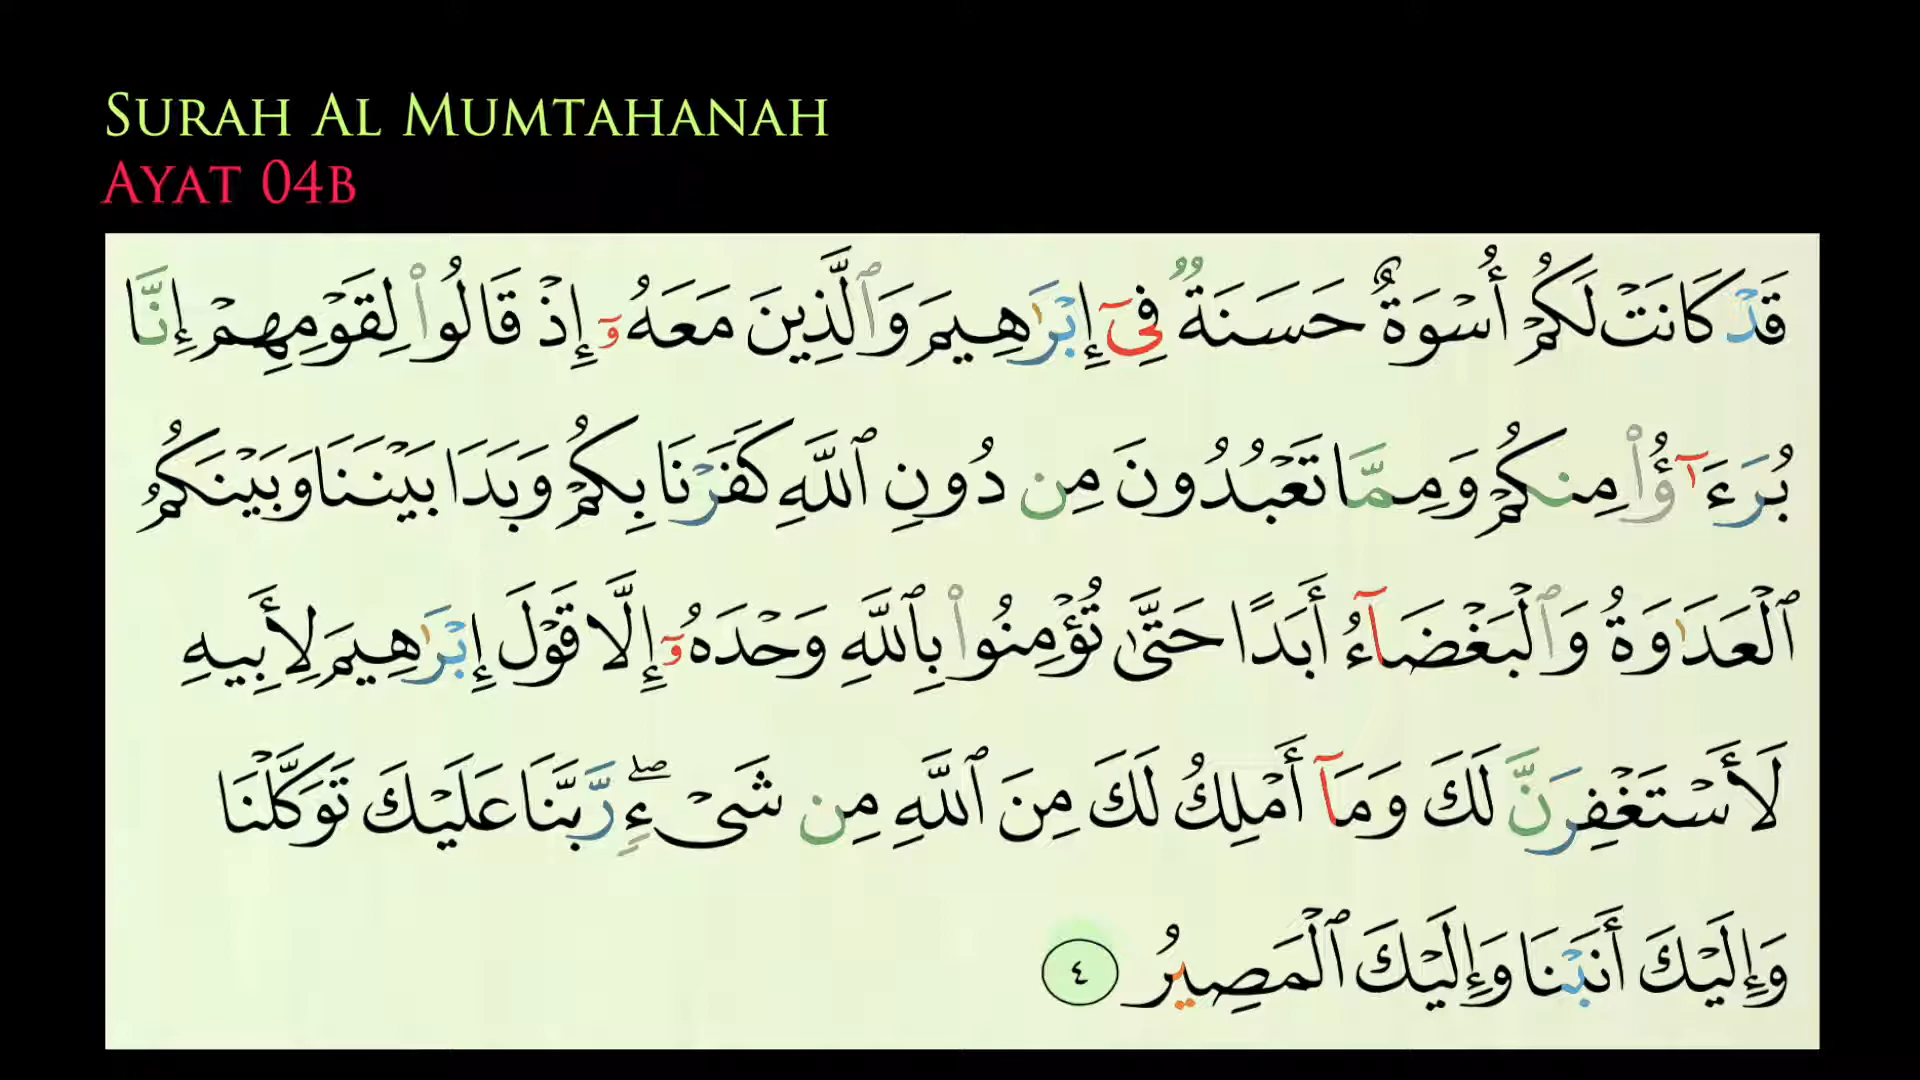 SURAH AL MUMTAHANAH
AYAT 04B
قَدْ كَانَتْ لَكُمْ أُسْوَةٌ حَسَنَةٌ فِىٓ إِبْرَٰهِيمَ وَٱلَّذِينَ مَعَهُۥٓ إِذْ قَالُوا۟ لِقَوْمِهِمْ إِنَّا
بُرَءَٰٓؤُا۟ مِنكُمْ وَمِمَّا تَعْبُدُونَ مِن دُونِ ٱللَّهِ كَفَرْنَا بِكُمْ وَبَدَا بَيْنَنَا وَبَيْنَكُمُ
ٱلْعَدَٰوَةُ وَٱلْبَغْضَآءُ أَبَدًا حَتَّىٰ تُؤْمِنُوا۟ بِٱللَّهِ وَحْدَهُۥٓ إِلَّا قَوْلَ إِبْرَٰهِيمَ لِأَبِيهِ
لَأَسْتَغْفِرَنَّ لَكَ وَمَآ أَمْلِكُ لَكَ مِنَ ٱللَّهِ مِن شَىْءٍ ۖ رَّبَّنَا عَلَيْكَ تَوَكَّلْنَا
وَإِلَيْكَ أَنَبْنَا وَإِلَيْكَ ٱلْمَصِيرُ ٤